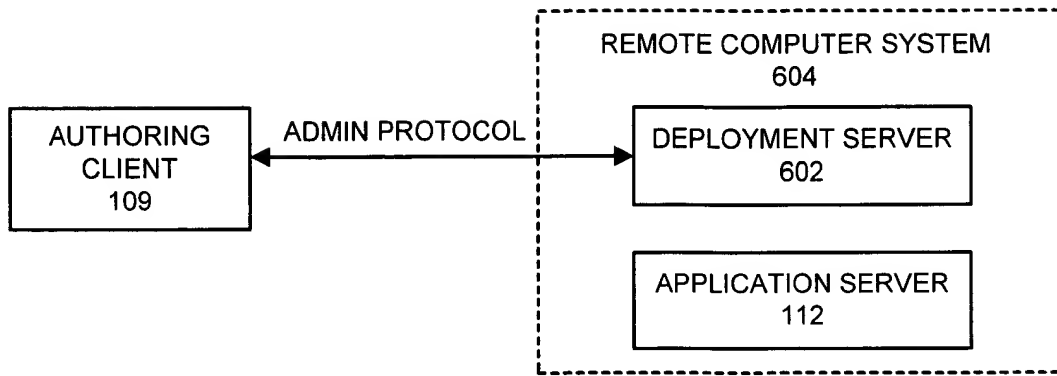 REMOTE COMPUTER SYSTEM
604
AUTHORING
CLIENT
109
ADMIN PROTOCOL
DEPLOYMENT SERVER
602
APPLICATION SERVER
112